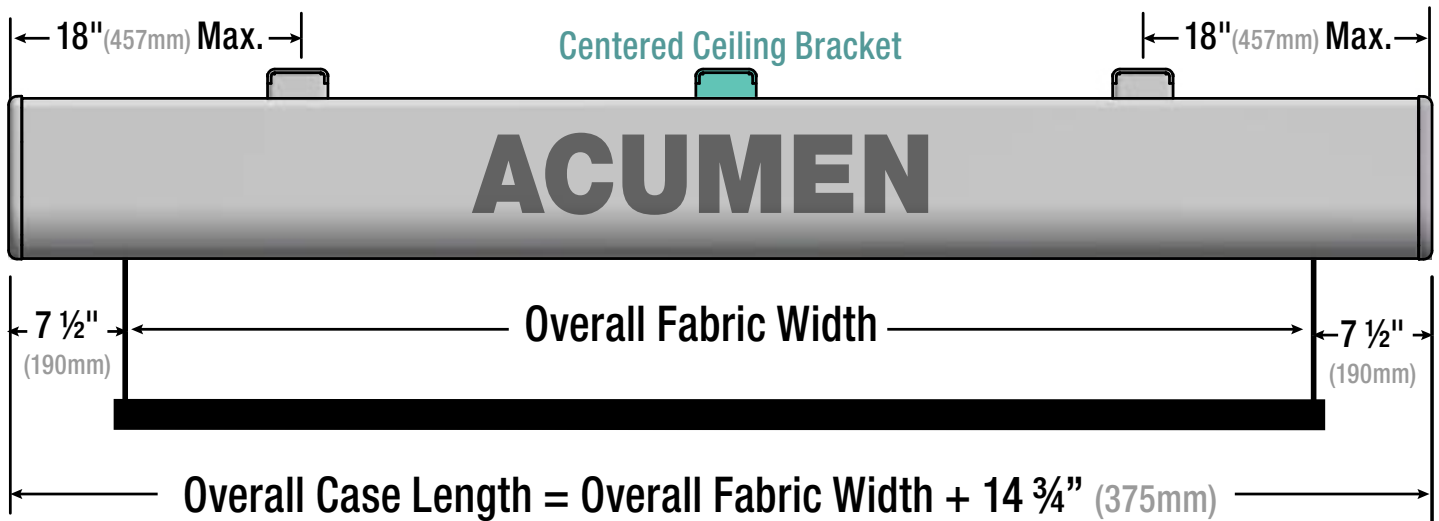 18"(457mm) Max.
Centered Ceiling Bracket
18"(457mm) Max.
ACUMEN
7 ½"
(190mm)
Overall Fabric Width
7 ½"
(190mm)
Overall Case Length = Overall Fabric Width + 14 ¾” (375mm)